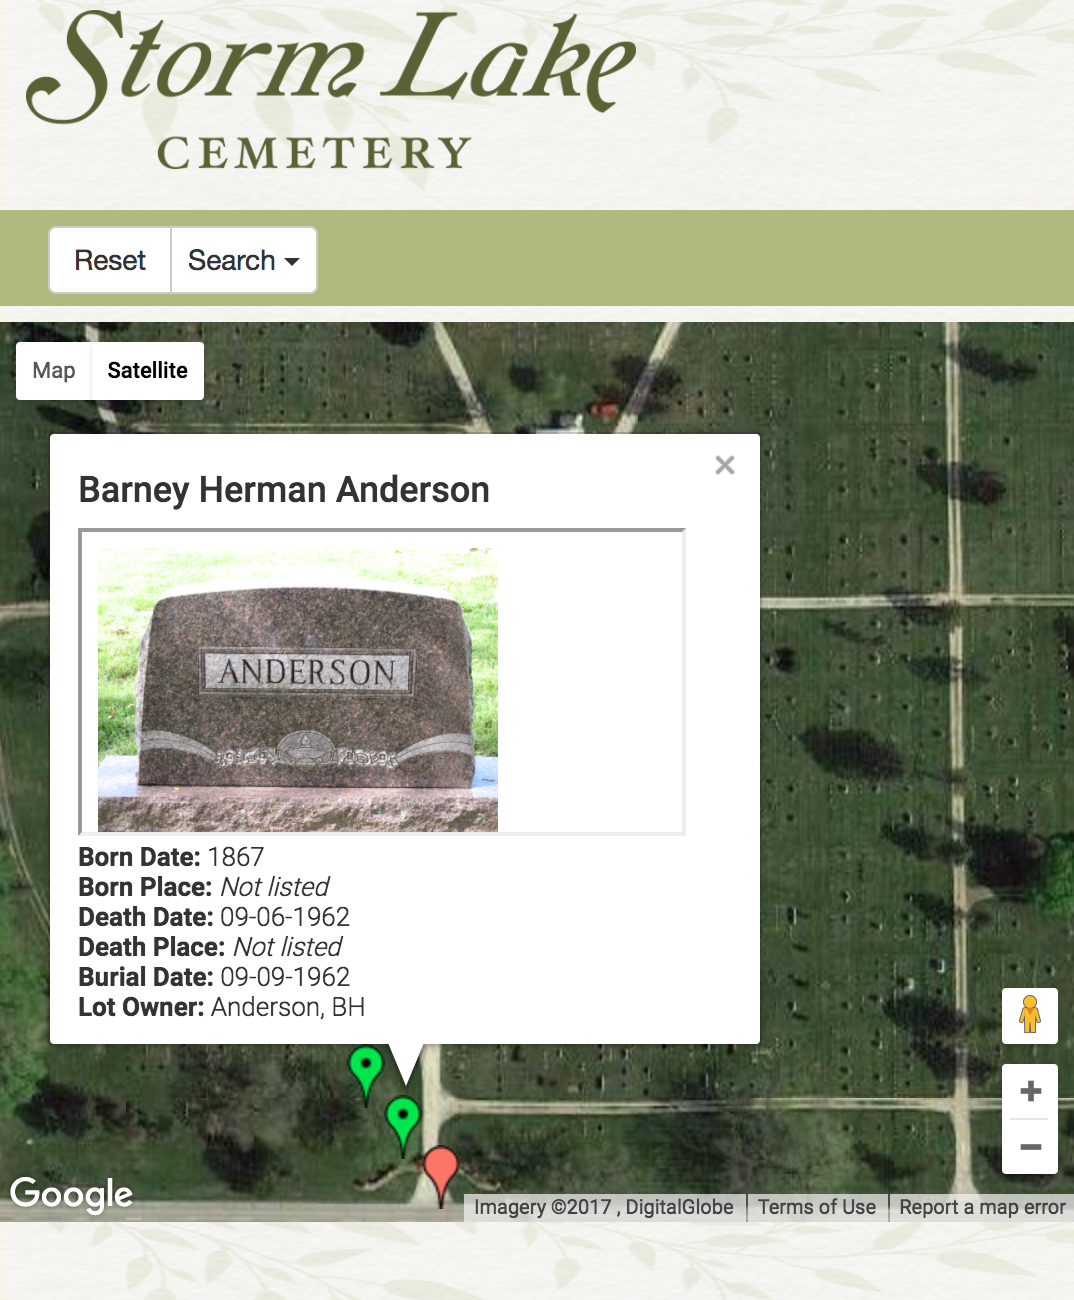 Storm Lake
CEMETERY
Reset
Search
Map
Satellite
Barney Herman Anderson
ANDERSON
Born Date: 1867
Born Place: Not listed
Death Date: 09-06-1962
Death Place: Not listed
Burial Date: 09-09-1962
Lot Owner: Anderson, BH
Google
Imagery ©2017 , DigitalGlobe
Terms of Use
Report a map error